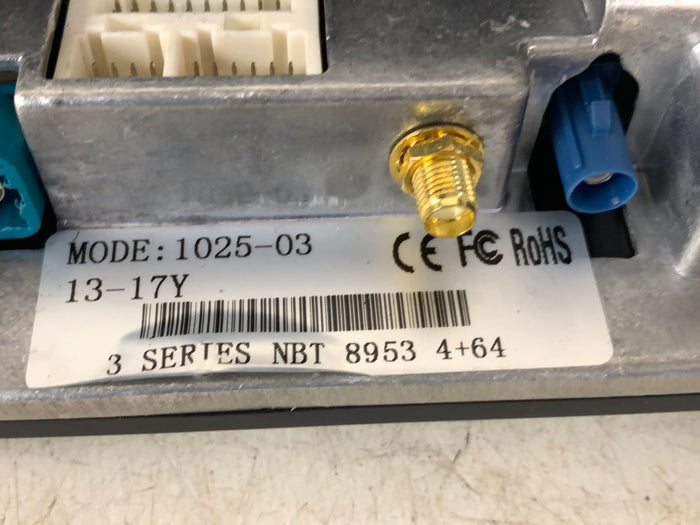 MODE:1025-03 CE FC RoHS
13-17Y
3 SERIES NBT 8953 4+64